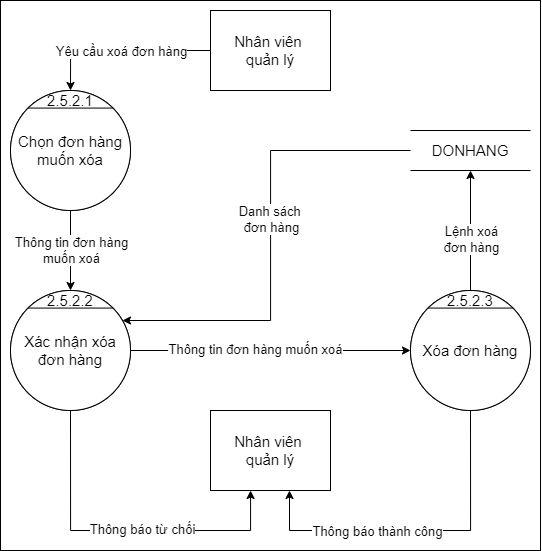 Nhân viên
quản lý
Yêu cầu xoá đơn hàng
2.5.2.1
Chọn đơn hàng
muốn xóa
DONHANG
Danh sách
đơn hàng
Lệnh xoá
đơn hàng
Thông tin đơn hàng
muốn xoá
2.5.2.2
Xác nhận xóa
đơn hàng
Thông tin đơn hàng muốn xoá
2.5.2.3
Xóa đơn hàng
Nhân viên
quản lý
Thông báo từ chối
Thông báo thành công